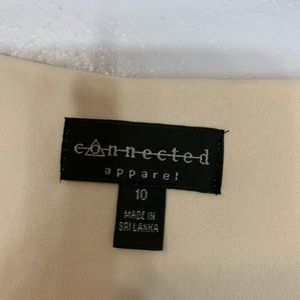 connected
apparel
10
MADE IN
SRI LANKA